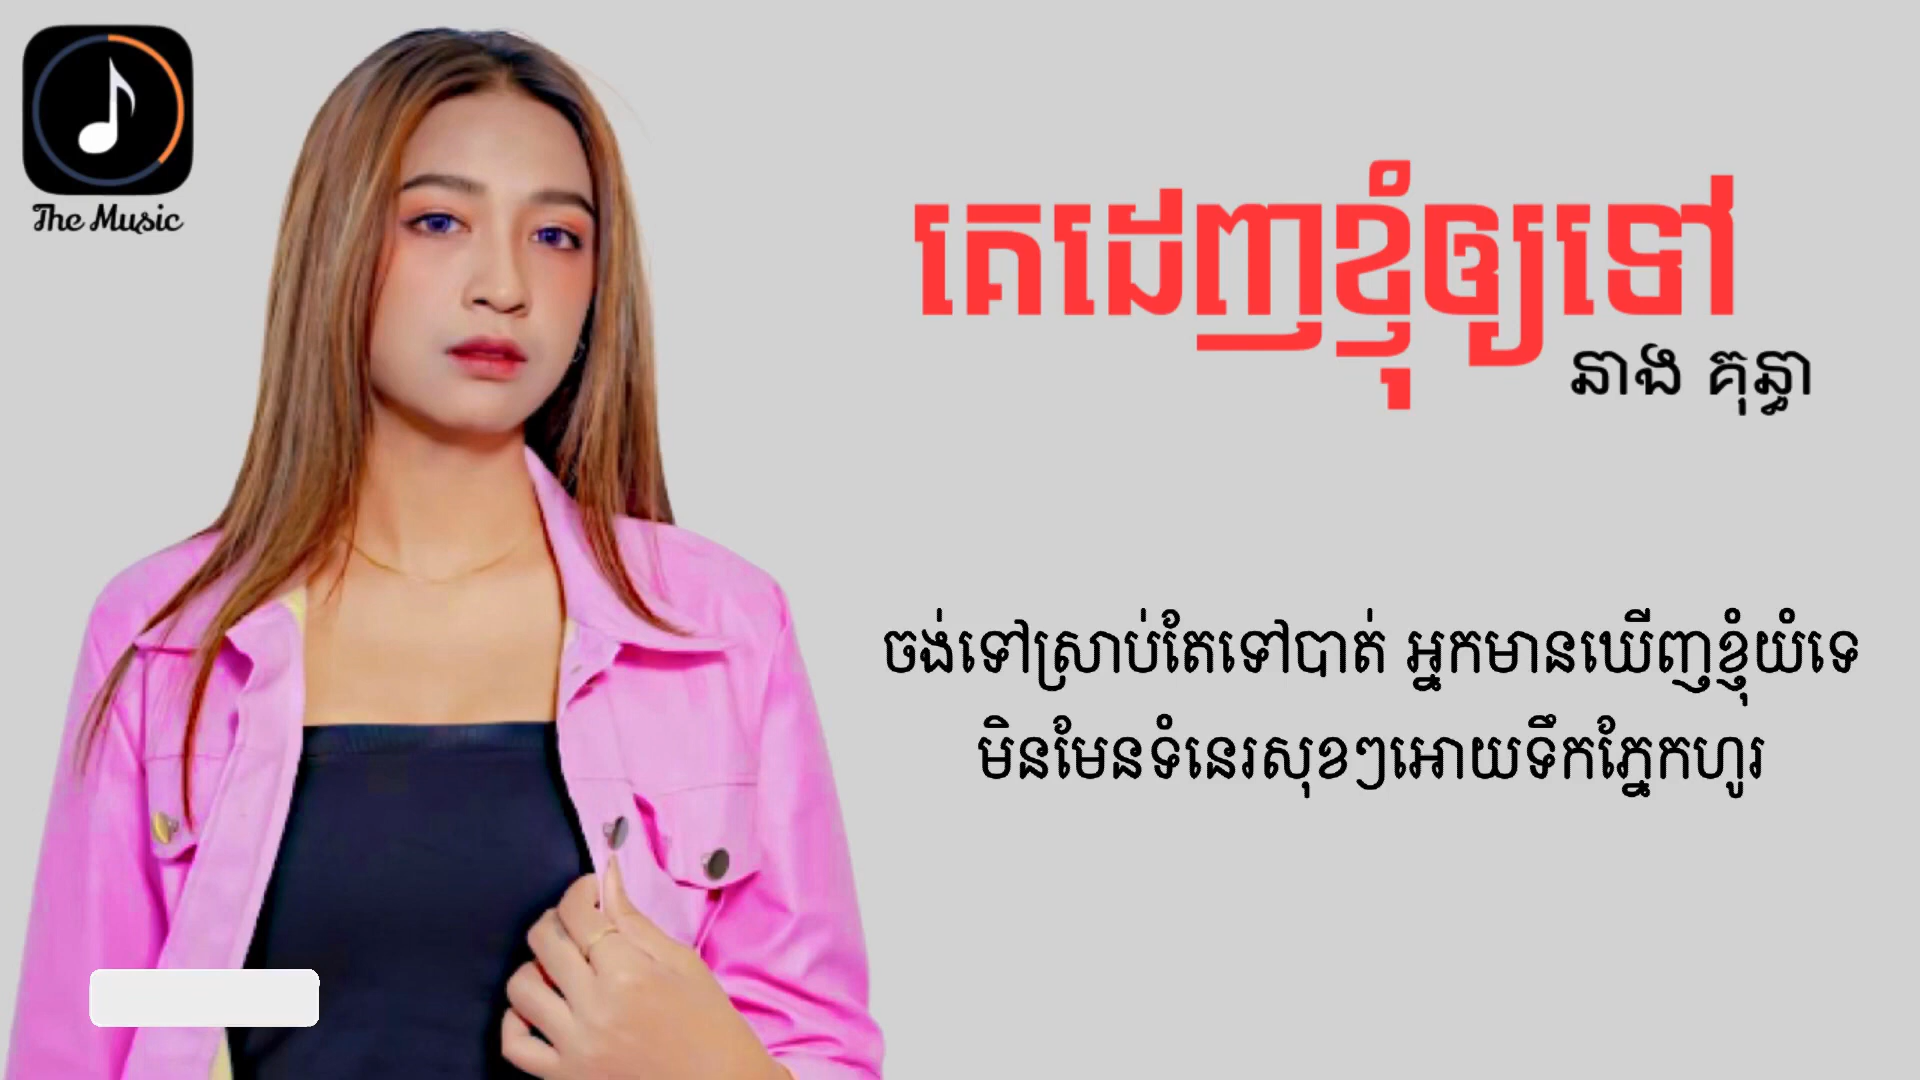 The Music
គេដេញខ្ញុំឲ្យទៅ
នាង គុន្ធា
ចង់ទៅស្រាប់តែទៅបាត់ អ្នកមានឃើញខ្ញុំយំទេ
មិនមែនទំនេរសុខៗអោយទឹកភ្នែកហូរ